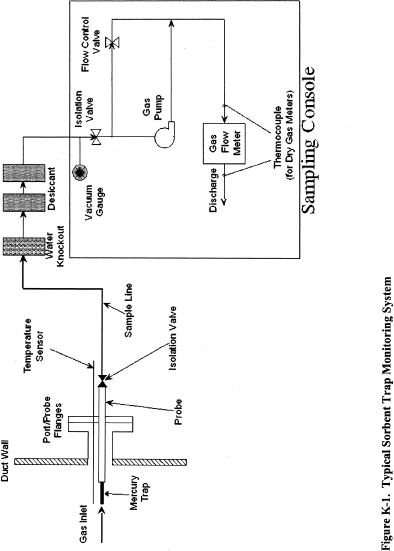 Duct Wall
Gas Inlet
Mercury
Trap
Port/Probe
Flanges
Probe
Temperature
Sensor
Isolation Valve
Sample Line
Water
Knockout
Desiccant
Vacuum
Gauge
Isolation
Valve
Flow Control
Valve
Gas
Pump
Gas
Flow
Meter
Discharge
Thermocouple
(for Dry Gas Meters)
Sampling Console
Figure K-1. Typical Sorbent Trap Monitoring System